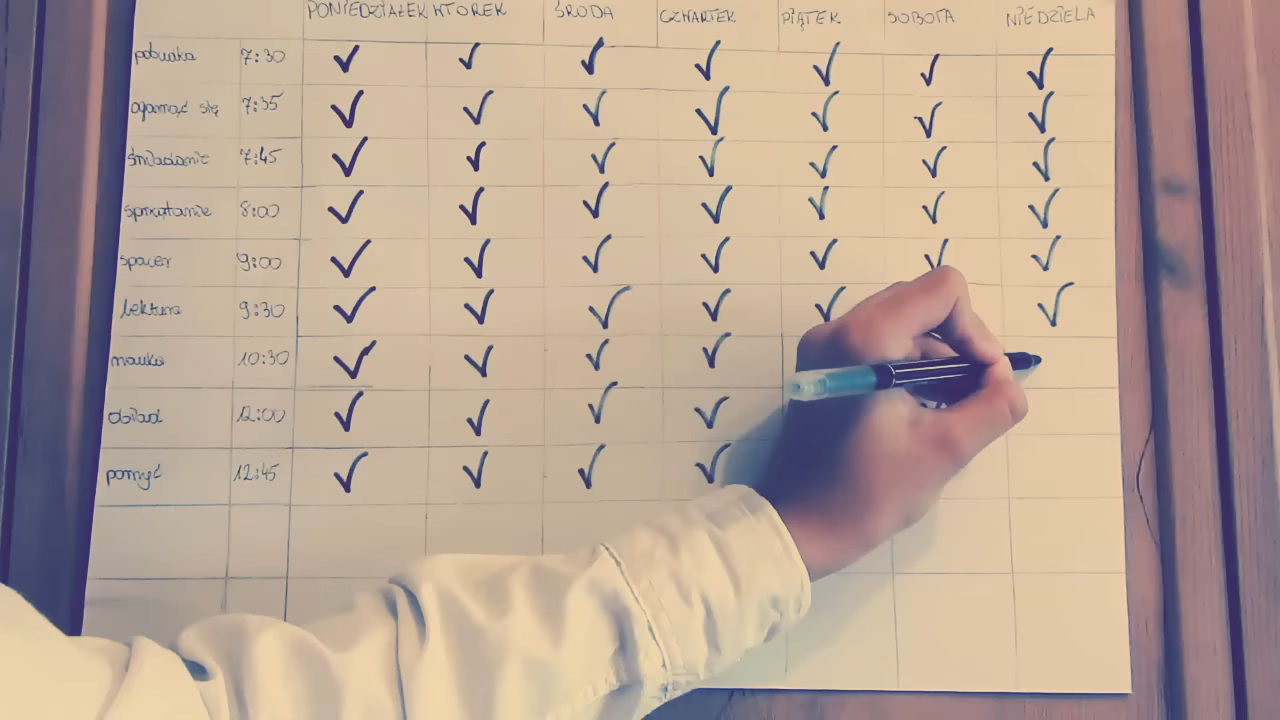 PONIEDZIAŁEK WTOREK ŚRODA CZWARTEK PIĄTEK SOBOTA NIEDZIELA
pobudka 7:30
ogarnąć się 7:35
śniadanie 7:45
sprzątanie 8:00
spacer 9:00
lektura 9:30
nauka 10:30
obiad 12:00
pomyć 12:45